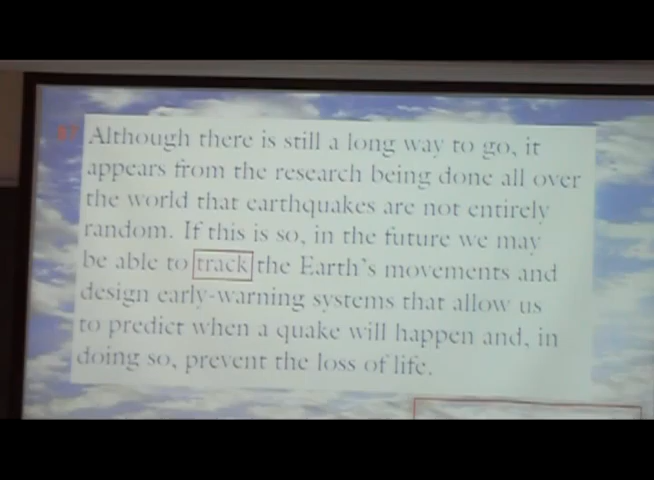 Although there is still a long way to go, it
appears from the research being done all over
the world that earthquakes are not entirely
random. If this is so, in the future we may
be able to track the Earth's movements and
design early-warning systems that allow us
to predict when a quake will happen and, in
doing so, prevent the loss of life.